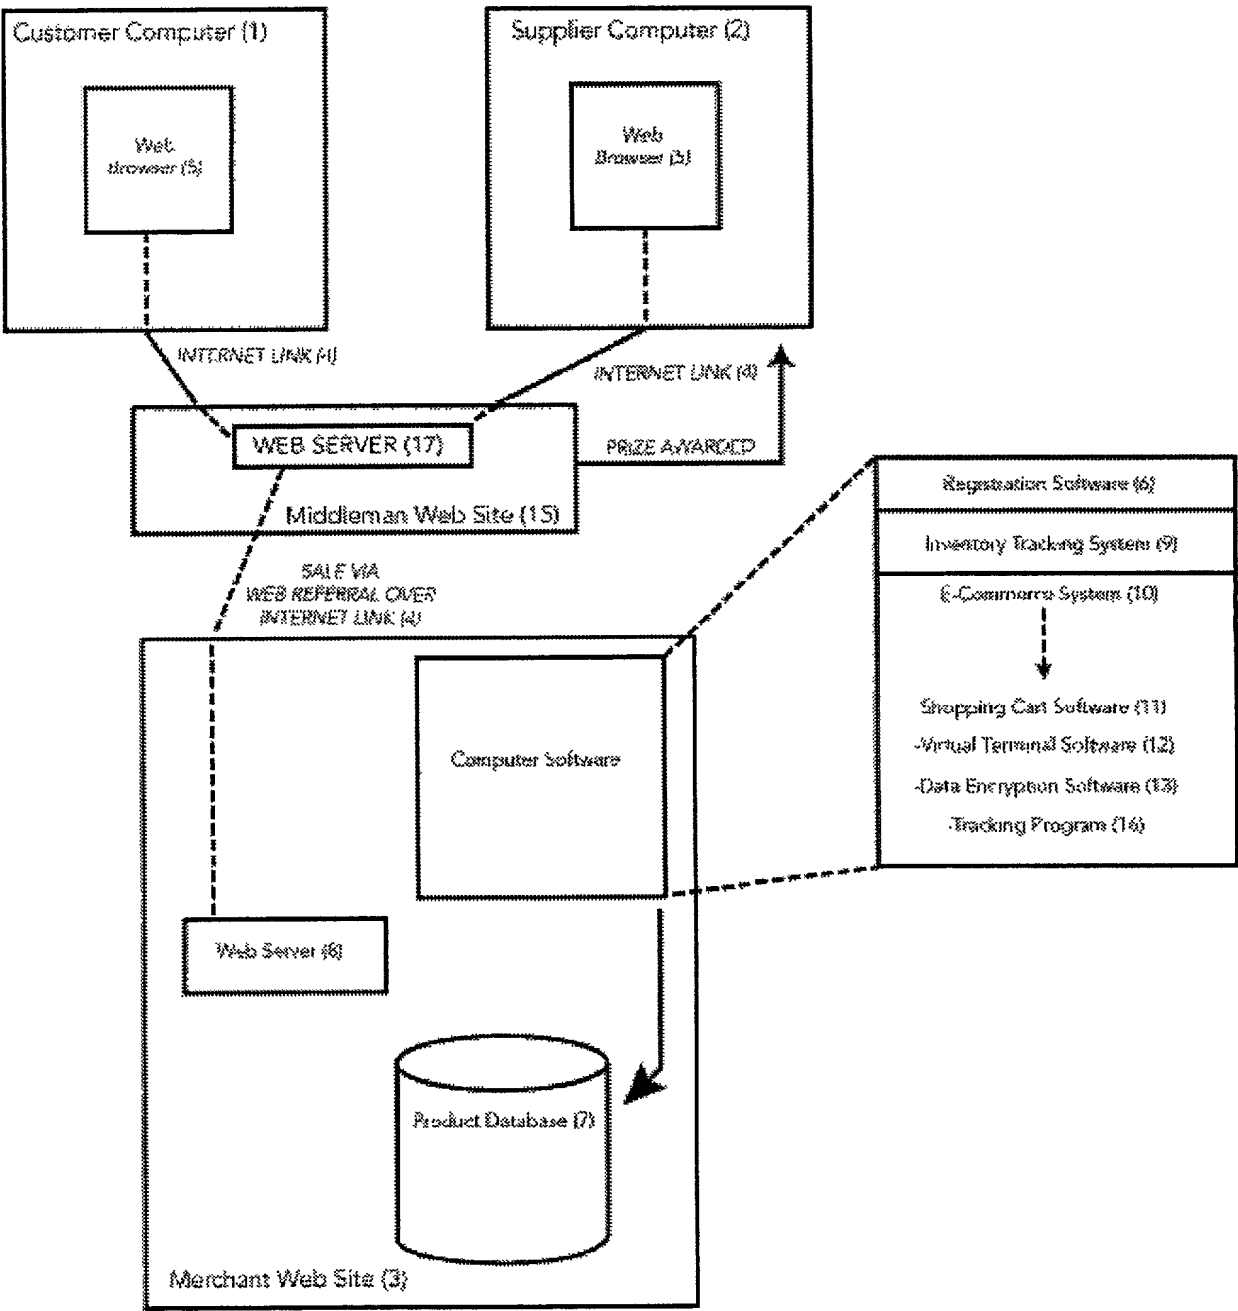 Customer Computer (1)
Web
Browser (5)
Supplier Computer (2)
Web
Browser (5)
INTERNET LINK (4)
INTERNET LINK (4)
WEB SERVER (17)
Middleman Web Site (15)
PRIZE AWARDED
SALE VIA
WEB REFERRAL OVER
INTERNET LINK (4)
Registration Software (6)
Inventory Tracking System (9)
E-Commerce System (10)
Shopping Cart Software (11)
-Virtual Terminal Software (12)
-Data Encryption Software (13)
-Tracking Program (16)
Computer Software
Web Server (8)
Product Database (7)
Merchant Web Site (3)